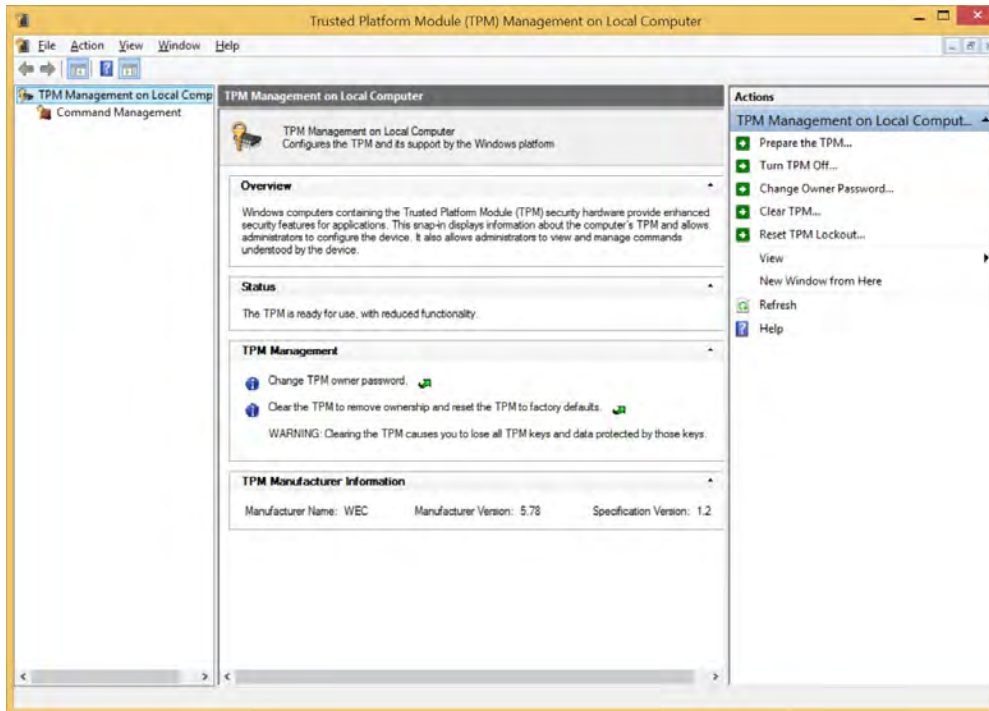 Trusted Platform Module (TPM) Management on Local Computer
File Action View Window Help
TPM Management on Local Comp
Command Management
TPM Management on Local Computer
TPM Management on Local Computer
Configures the TPM and its support by the Windows platform
Overview
Windows computers containing the Trusted Platform Module (TPM) security hardware provide enhanced
security features for applications. This snap-in displays information about the computer's TPM and allows
administrators to configure the device. It also allows administrators to view and manage commands
understood by the device.
Status
The TPM is ready for use, with reduced functionality.
TPM Management
Change TPM owner password.
Clear the TPM to remove ownership and reset the TPM to factory defaults.
WARNING: Clearing the TPM causes you to lose all TPM keys and data protected by those keys.
TPM Manufacturer Information
Manufacturer Name: WEC Manufacturer Version: 5.78 Specification Version: 1.2
Actions
TPM Management on Local Comput...
Prepare the TPM...
Turn TPM Off...
Change Owner Password...
Clear TPM...
Reset TPM Lockout...
View
New Window from Here
Refresh
Help